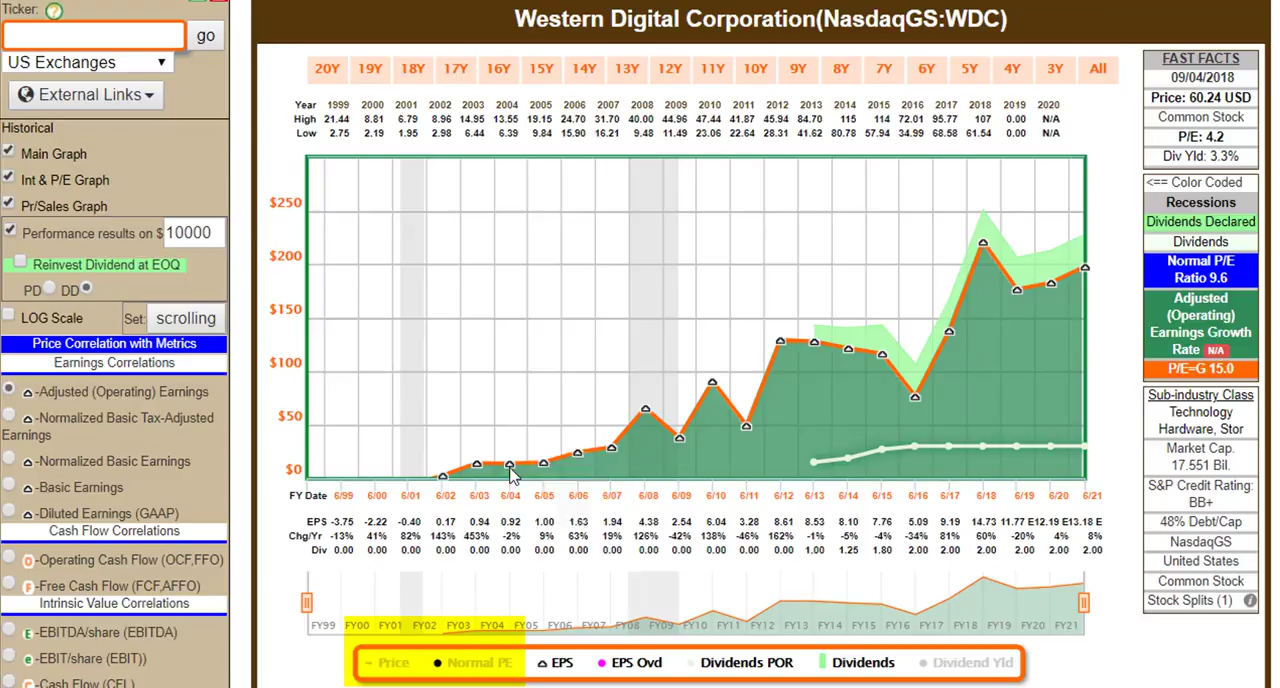 Ticker:
go
US Exchanges
External Links
Historical
Main Graph
Int & P/E Graph
Pr/Sales Graph
Performance results on $ 10000
Reinvest Dividend at EOQ
PD DD
LOG Scale Set: scrolling
Price Correlation with Metrics
Earnings Correlations
-Adjusted (Operating) Earnings
-Normalized Basic Tax-Adjusted
Earnings
-Normalized Basic Earnings
-Basic Earnings
-Diluted Earnings (GAAP)
Cash Flow Correlations
O-Operating Cash Flow (OCF,FFO)
F-Free Cash Flow (FCF,AFFO)
Intrinsic Value Correlations
E-EBITDA/share (EBITDA)
e-EBIT/share (EBIT))
C-Cash Flow (CFL)
Western Digital Corporation(NasdaqGS:WDC)
20Y 19Y 18Y 17Y 16Y 15Y 14Y 13Y 12Y 11Y 10Y 9Y 8Y 7Y 6Y 5Y 4Y 3Y All
Year 1999 2000 2001 2002 2003 2004 2005 2006 2007 2008 2009 2010 2011 2012 2013 2014 2015 2016 2017 2018 2019 2020
High 21.44 8.81 6.79 8.96 14.95 13.55 19.15 24.70 31.70 40.00 44.96 47.44 41.87 45.94 84.70 115 114 72.01 95.77 107 0.00 N/A
Low 2.75 2.19 1.95 2.98 6.44 6.39 9.84 15.90 16.21 9.48 11.49 23.06 22.64 28.31 41.62 80.78 57.94 34.99 68.58 61.54 0.00 N/A
$250
$200
$150
$100
$50
$0
FY Date 6/99 6/00 6/01 6/02 6/03 6/04 6/05 6/06 6/07 6/08 6/09 6/10 6/11 6/12 6/13 6/14 6/15 6/16 6/17 6/18 6/19 6/20 6/21
EPS -3.75 -2.22 -0.40 0.17 0.94 0.92 1.00 1.63 1.94 4.38 2.54 6.04 3.28 8.61 8.53 8.10 7.76 5.09 9.19 14.73 11.77 E 12.19 E 13.18 E
Chg/Yr -13% 41% 82% 143% 453% -2% 9% 63% 19% 126% -42% 138% -46% 162% -1% -5% -4% -34% 81% 60% -20% 4% 8%
Div 0.00 0.00 0.00 0.00 0.00 0.00 0.00 0.00 0.00 0.00 0.00 0.00 0.00 0.00 1.00 1.25 1.80 2.00 2.00 2.00 2.00 2.00 2.00
FY99 FY00 FY01 FY02 FY03 FY04 FY05 FY06 FY07 FY08 FY09 FY10 FY11 FY12 FY13 FY14 FY15 FY16 FY17 FY18 FY19 FY20 FY21
Price Normal PE EPS EPS Ovd Dividends POR Dividends Dividend Yld
FAST FACTS
09/04/2018
Price: 60.24 USD
Common Stock
P/E: 4.2
Div Yld: 3.3%
<== Color Coded
Recessions
Dividends Declared
Dividends
Normal P/E
Ratio 9.6
Adjusted
(Operating)
Earnings Growth
Rate N/A
P/E=G 15.0
Sub-industry Class
Technology
Hardware, Stor
Market Cap.
17.551 Bil.
S&P Credit Rating:
BB+
48% Debt/Cap
NasdaqGS
United States
Common Stock
Stock Splits (1) i